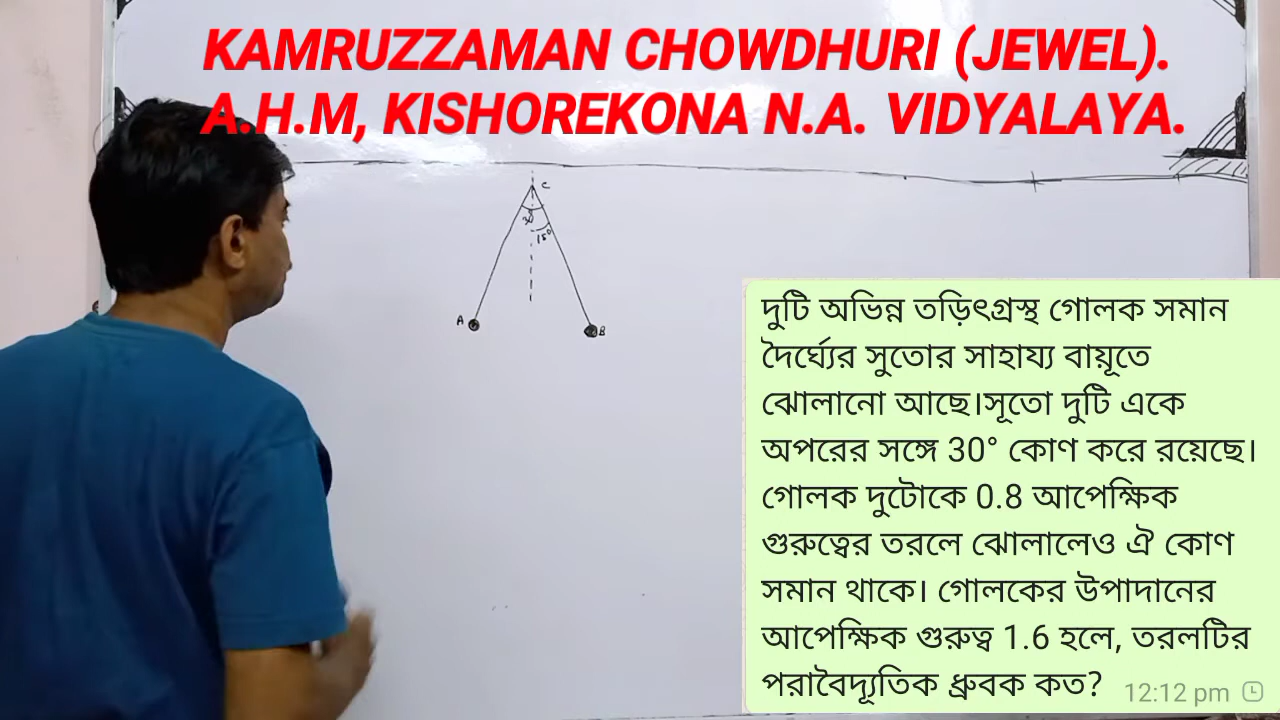 KAMRUZZAMAN CHOWDHURI (JEWEL).
A.H.M, KISHOREKONA N.A. VIDYALAYA.
C
30
15°
A
B
দুটি অভিন্ন তড়িৎগ্রস্থ গোলক সমান
দৈর্ঘ্যের সুতোর সাহায্য বায়ূতে
ঝোলানো আছে।সূতো দুটি একে
অপরের সঙ্গে 30° কোণ করে রয়েছে।
গোলক দুটোকে 0.8 আপেক্ষিক
গুরুত্বের তরলে ঝোলালেও ঐ কোণ
সমান থাকে। গোলকের উপাদানের
আপেক্ষিক গুরুত্ব 1.6 হলে, তরলটির
পরাবৈদ্যূতিক ধ্রুবক কত?
12:12 pm